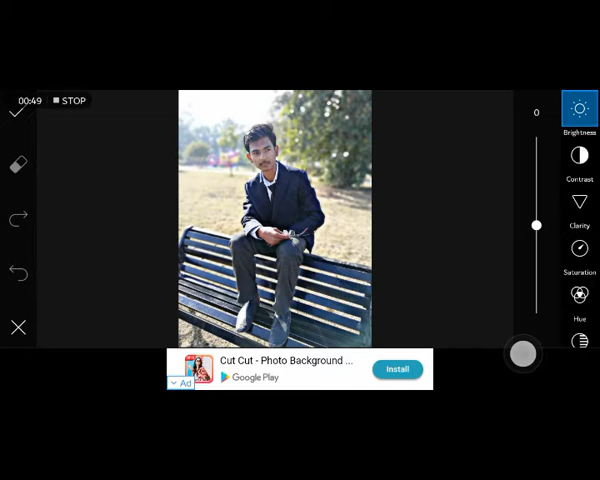 00:49 STOP
0
Brightness
Contrast
Clarity
Saturation
Hue
Cut Cut - Photo Background ...
Google Play
Install
Ad